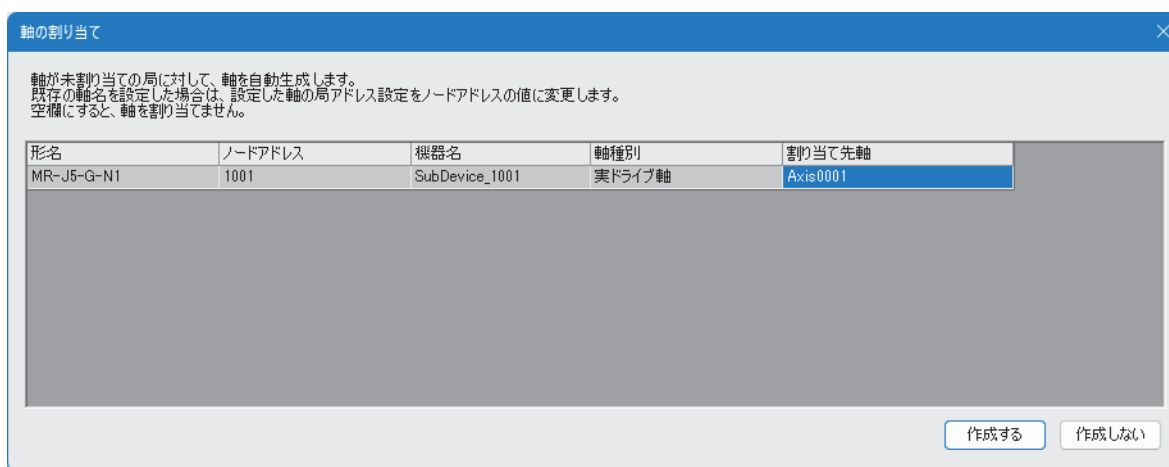 軸の割り当て
軸が未割り当ての局に対して、軸を自動生成します。
既存の軸名を設定した場合は、設定した軸の局アドレス設定をノードアドレスの値に変更します。
空欄にすると、軸を割り当てません。
形名 ノードアドレス 機器名 軸種別 割り当て先軸
MR-J5-G-N1 1001 SubDevice_1001 実ドライブ軸 Axis0001
作成する 作成しない